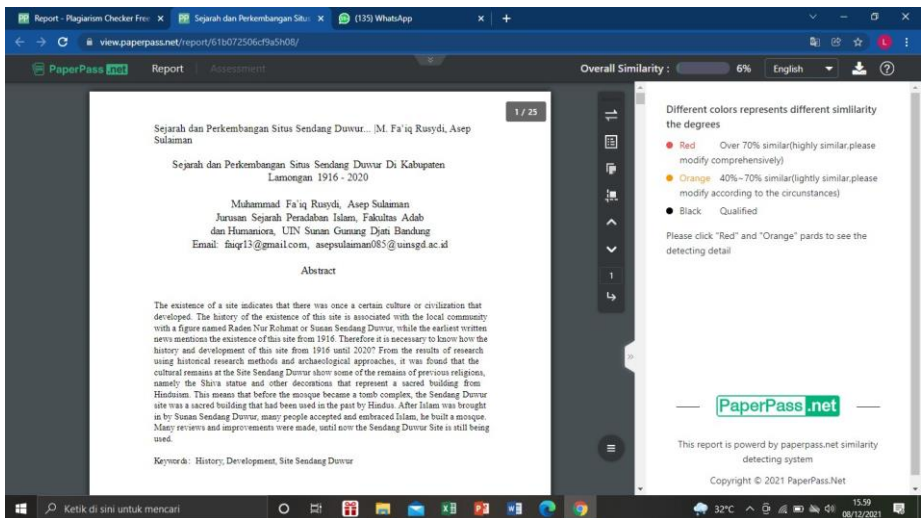 Report - Plagiarism Checker Free
Sejarah dan Perkembangan Situs
(135) WhatsApp
view.paperpass.net/report/61b072506cf9a5h08/
L
PaperPass .net
Report
Assessment
Overall Similarity :
6%
English
1 / 25
Sejarah dan Perkembangan Situs Sendang Duwur... |M. Fa'iq Rusydi, Asep
Sulaiman
Sejarah dan Perkembangan Situs Sendang Duwur Di Kabupaten
Lamongan 1916 - 2020
Muhammad Fa'iq Rusydi, Asep Sulaiman
Jurusan Sejarah Peradaban Islam, Fakultas Adab
dan Humaniora, UIN Sunan Gunung Djati Bandung
Email: faiqr13@gmail.com, asepsulaiman085@uinsgd.ac.id
Abstract
The existence of a site indicates that there was once a certain culture or civilization that
developed. The history of the existence of this site is associated with the local community
with a figure named Raden Nur Rohmat or Sunan Sendang Duwur, while the earliest written
news mentions the existence of this site from 1916. Therefore it is necessary to know how the
history and development of this site from 1916 until 2020? From the results of research
using historical research methods and archaeological approaches, it was found that the
cultural remains at the Site Sendang Duwur show some of the remains of previous religions,
namely the Shiva statue and other decorations that represent a sacred building from
Hinduism. This means that before the mosque became a tomb complex, the Sendang Duwur
site was a sacred building that had been used in the past by Hindus. After Islam was brought
in by Sunan Sendang Duwur, many people accepted and embraced Islam, he built a mosque.
Many reviews and improvements were made, until now the Sendang Duwur Site is still being
used.
Keywords: History, Development, Site Sendang Duwur
1
Different colors represents different simlilarity
the degrees
Red Over 70% similar(highly similar,please
modify comprehensively)
Orange 40%~70% similar(lightly similar,please
modify according to the circunstances)
Black Qualified
Please click "Red" and "Orange" pards to see the
detecting detail
PaperPass .net
This report is powerd by paperpass.net similarity
detecting system
Copyright © 2021 PaperPass.Net
Ketik di sini untuk mencari
32°C
15.59
08/12/2021